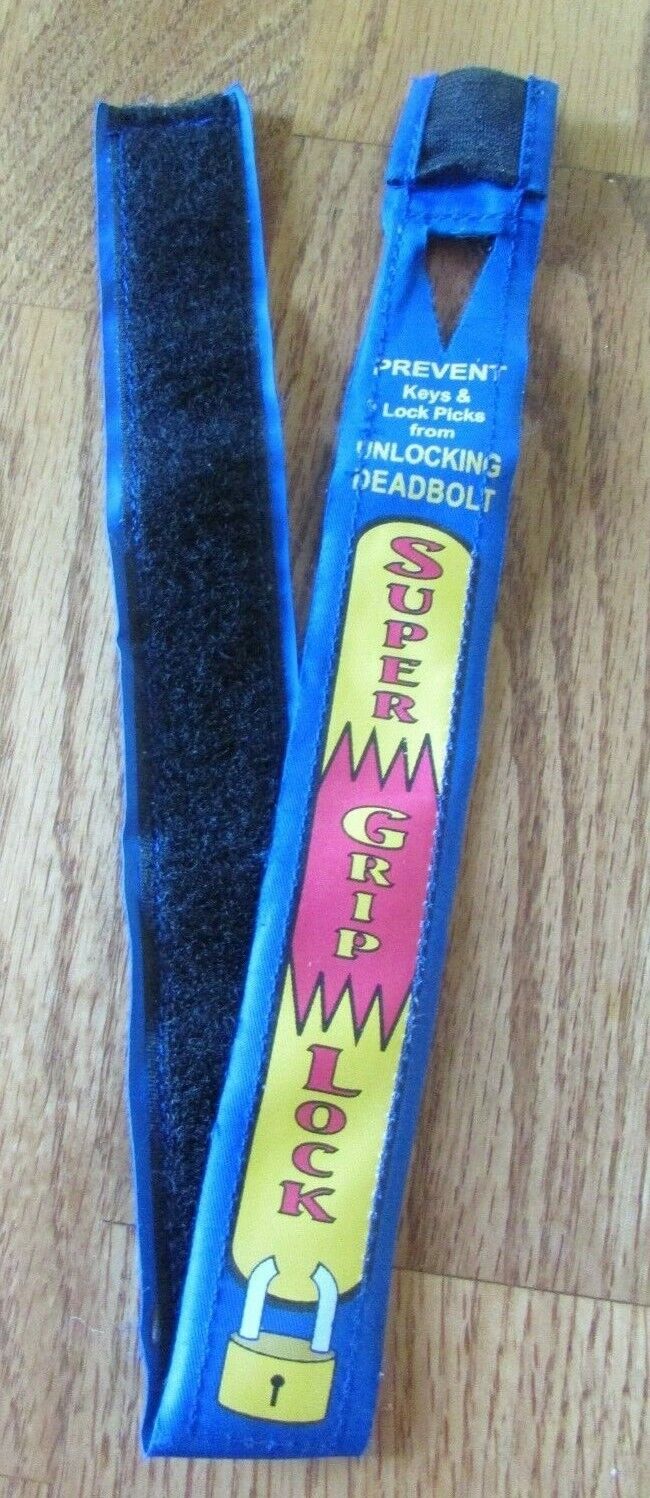 PREVENT
Keys &
Lock Picks
from
UNLOCKING
DEADBOLT
SUPER
GRIP
LOCK